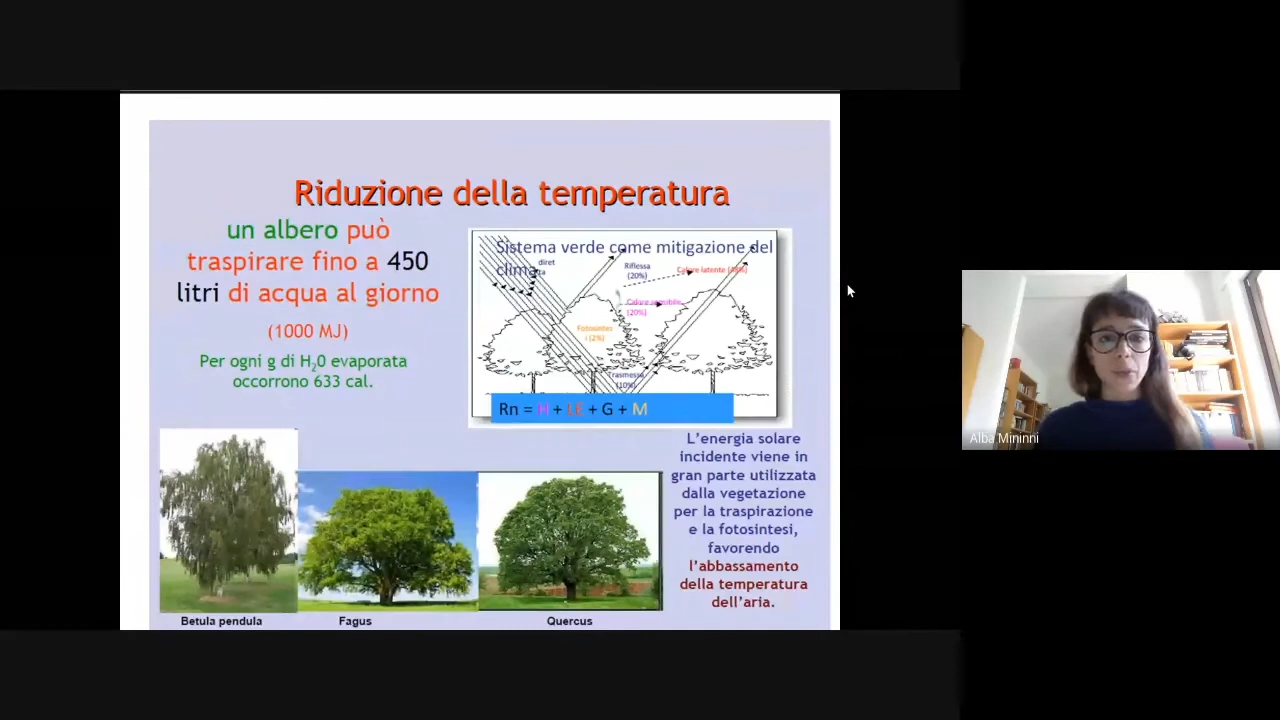 Riduzione della temperatura
un albero può
traspirare fino a 450
litri di acqua al giorno
(1000 MJ)
Per ogni g di H20 evaporata
occorrono 633 cal.
Sistema verde come mitigazione del
clima
diret
ta
Riflessa
(20%)
Calore latente (48%)
Calore sensibile
(20%)
Fotosintes
i (2%)
Trasmessa
(10%)
Rn = H + LE + G + M
L'energia solare
incidente viene in
gran parte utilizzata
dalla vegetazione
per la traspirazione
e la fotosintesi,
favorendo
l'abbassamento
della temperatura
dell'aria.
Betula pendula
Fagus
Quercus
Alba Mininni